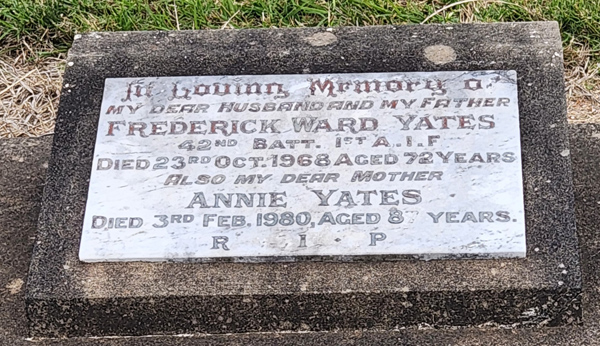 In Loving Memory of
MY DEAR HUSBAND AND MY FATHER
FREDERICK WARD YATES
42ND BATT. 1ST A.I.F
DIED 23RD OCT. 1968 AGED 72 YEARS
ALSO MY DEAR MOTHER
ANNIE YATES
DIED 3RD FEB. 1980, AGED YEARS.
R · I · P